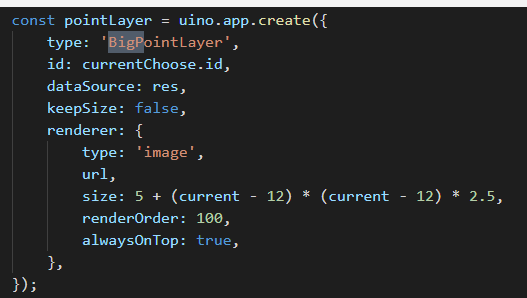 const pointLayer = uino.app.create({
type: 'BigPointLayer',
id: currentChoose.id,
dataSource: res,
keepSize: false,
renderer: {
type: 'image',
url,
size: 5 + (current - 12) * (current - 12) * 2.5,
renderOrder: 100,
alwaysOnTop: true,
},
});